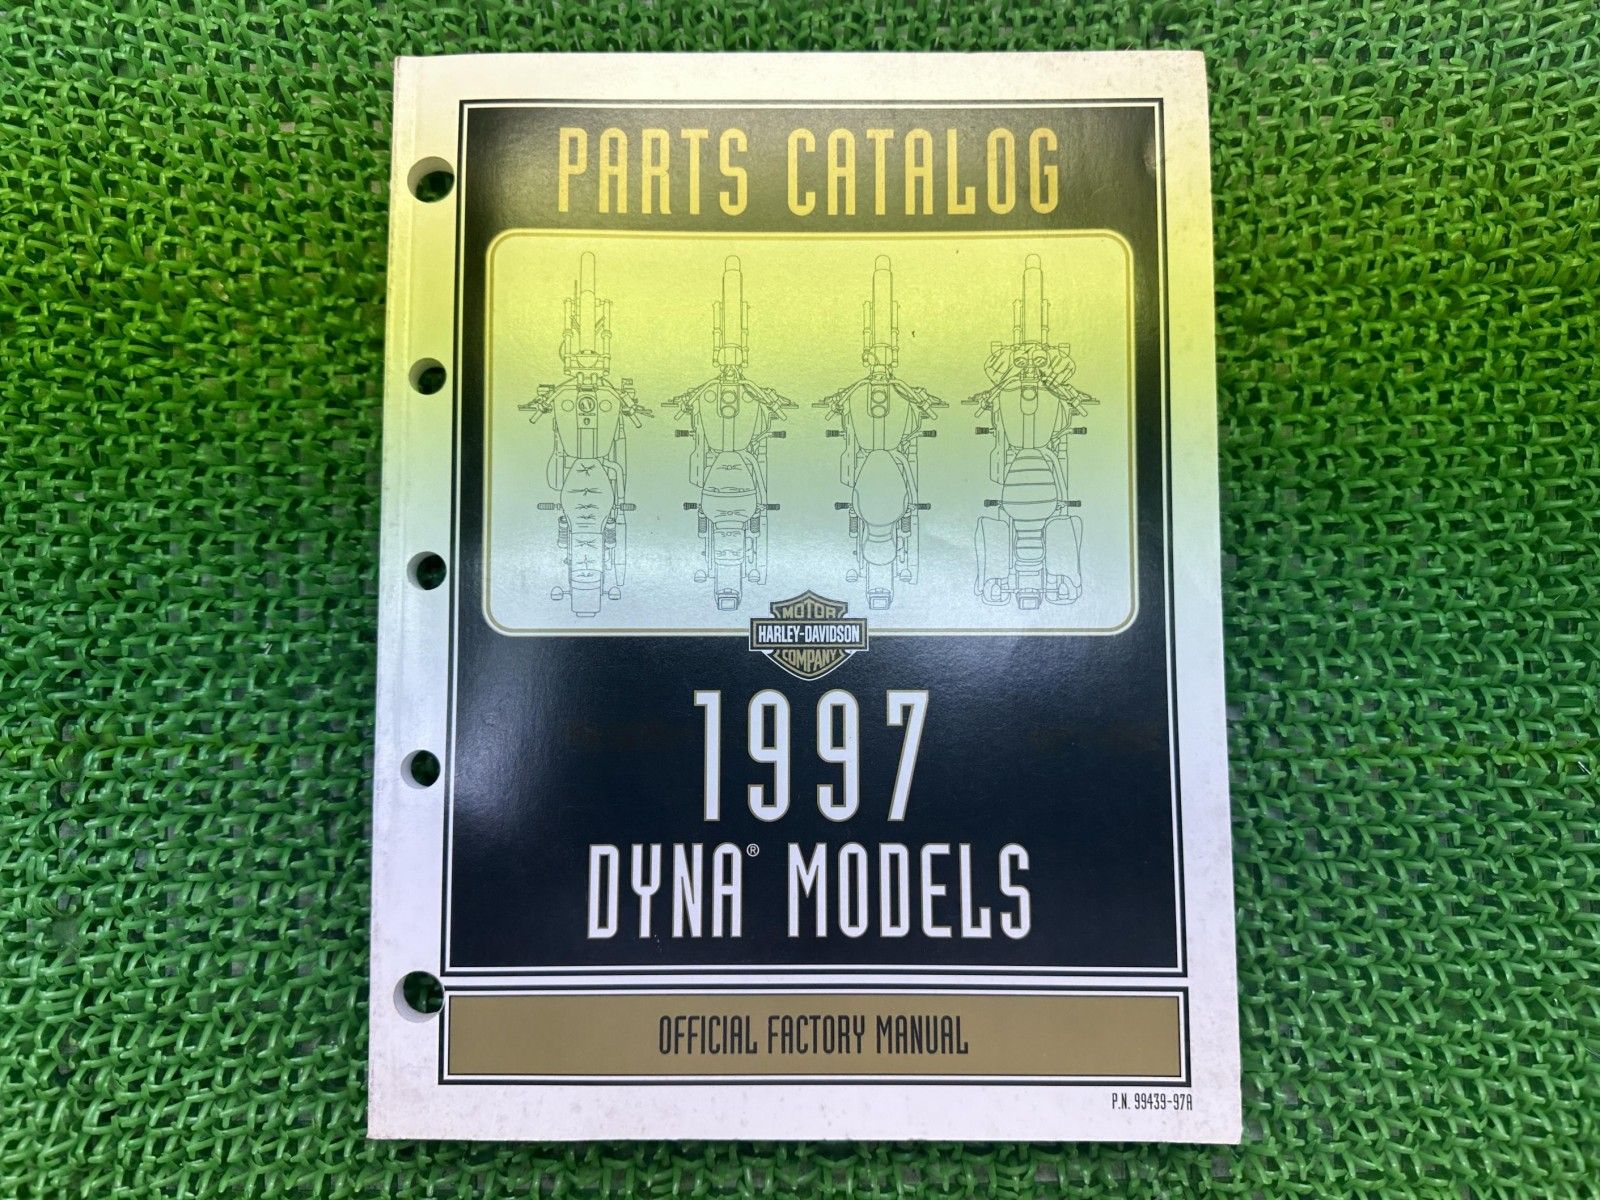 PARTS CATALOG
MOTOR
HARLEY-DAVIDSON
COMPANY
1997
DYNA® MODELS
OFFICIAL FACTORY MANUAL
P.N. 99439-97A